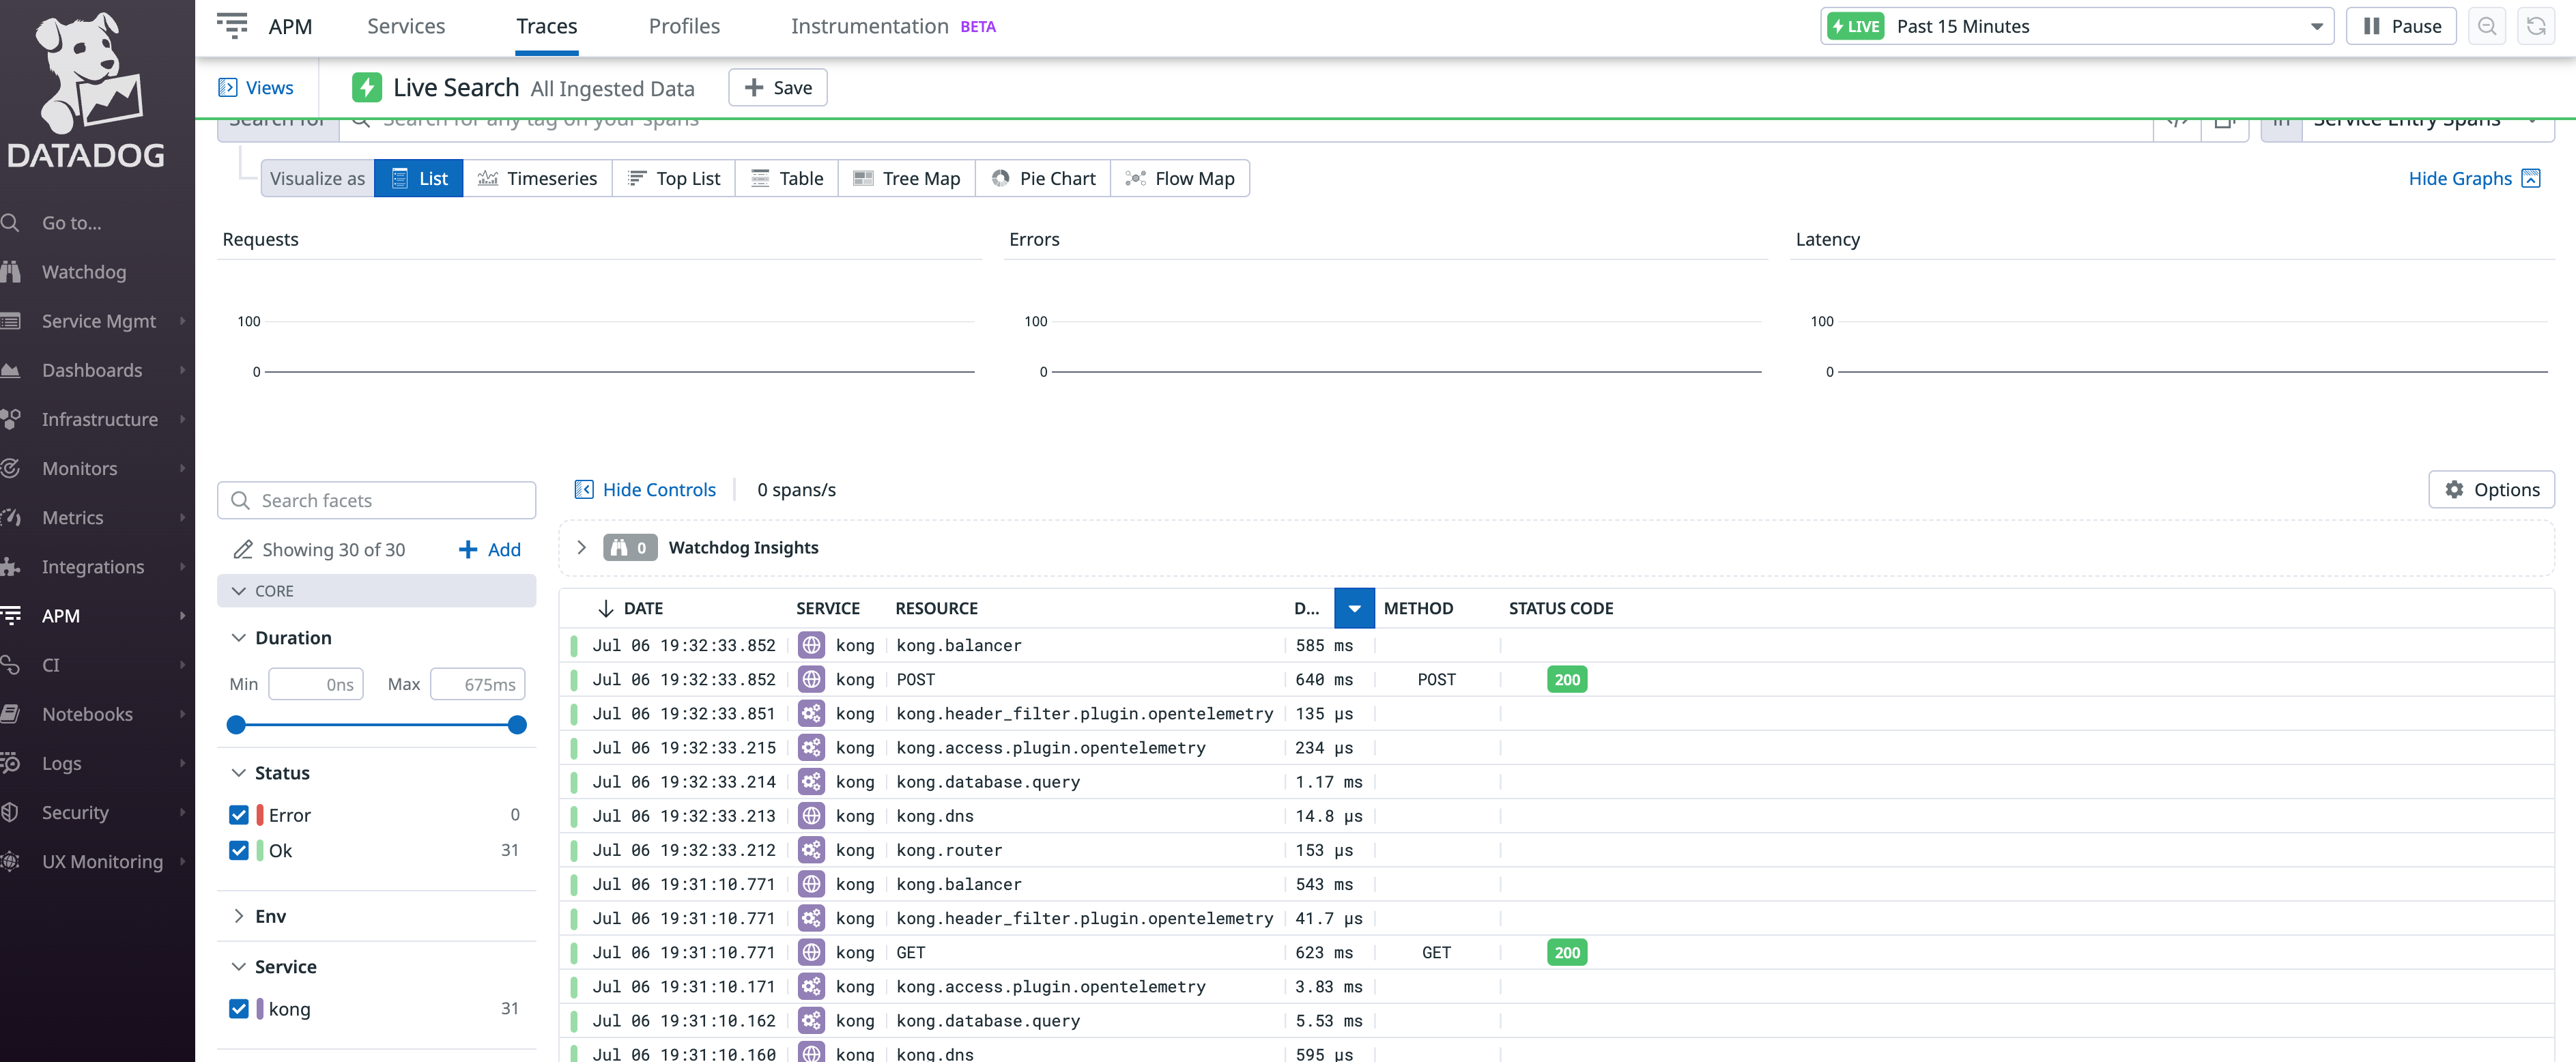 DATADOG
Go to...
Watchdog
Service Mgmt
Dashboards
Infrastructure
Monitors
Metrics
Integrations
APM
CI
Notebooks
Logs
Security
UX Monitoring
APM Services Traces Profiles Instrumentation BETA
LIVE Past 15 Minutes Pause
Views Live Search All Ingested Data Save
Search for Search for any tag on your spans in Service Entry Spans
Visualize as List Timeseries Top List Table Tree Map Pie Chart Flow Map Hide Graphs
Requests Errors Latency
100 100 100
0 0 0
Search facets
Showing 30 of 30 Add
CORE
Duration
Min 0ns Max 675ms
Status
Error 0
Ok 31
Env
Service
kong 31
Hide Controls 0 spans/s Options
0 Watchdog Insights
DATE SERVICE RESOURCE D... METHOD STATUS CODE
Jul 06 19:32:33.852 kong kong.balancer 585 ms
Jul 06 19:32:33.852 kong POST 640 ms POST 200
Jul 06 19:32:33.851 kong kong.header_filter.plugin.opentelemetry 135 µs
Jul 06 19:32:33.215 kong kong.access.plugin.opentelemetry 234 µs
Jul 06 19:32:33.214 kong kong.database.query 1.17 ms
Jul 06 19:32:33.213 kong kong.dns 14.8 µs
Jul 06 19:32:33.212 kong kong.router 153 µs
Jul 06 19:31:10.771 kong kong.balancer 543 ms
Jul 06 19:31:10.771 kong kong.header_filter.plugin.opentelemetry 41.7 µs
Jul 06 19:31:10.771 kong GET 623 ms GET 200
Jul 06 19:31:10.171 kong kong.access.plugin.opentelemetry 3.83 ms
Jul 06 19:31:10.162 kong kong.database.query 5.53 ms
Jul 06 19:31:10.160 kong kong.dns 595 µs